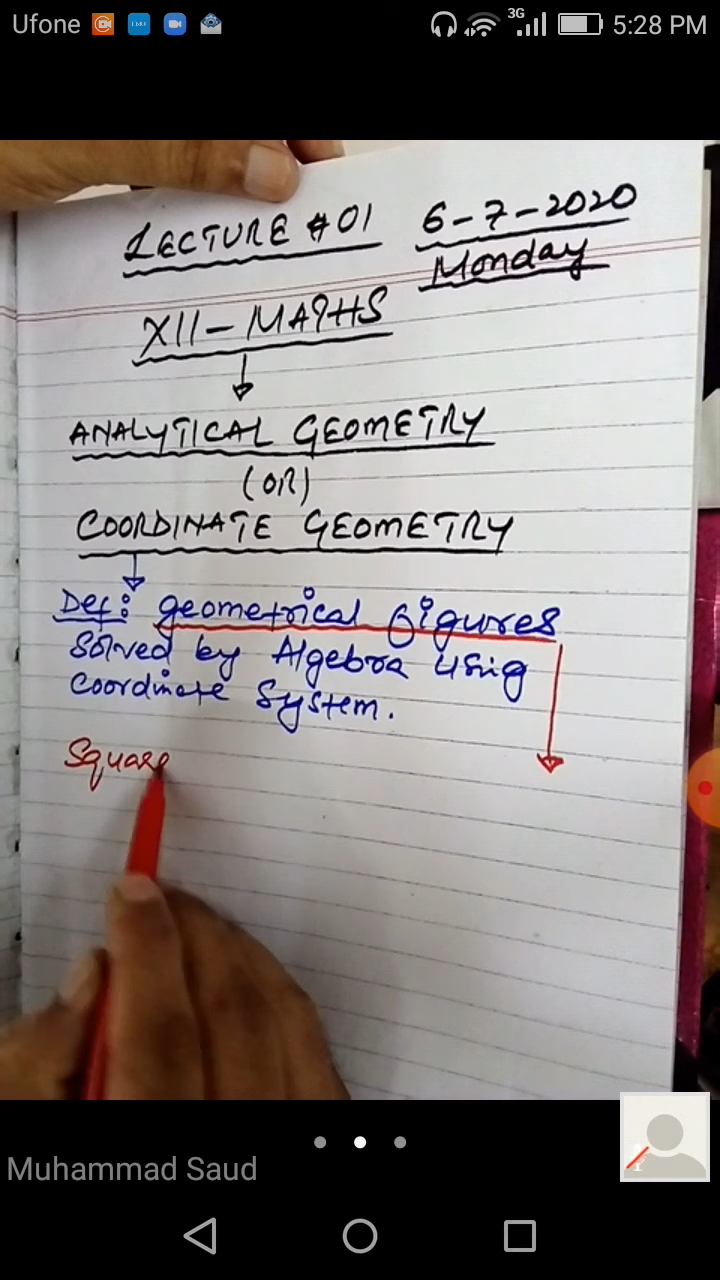 Ufone
3G
5:28 PM
LECTURE #01
6-7-2020
Monday
XII-MATHS
ANALYTICAL GEOMETRY
(OR)
COORDINATE GEOMETRY
Def: geometrical figures
Solved by Algebra using
Coordinate System.
Square
Muhammad Saud